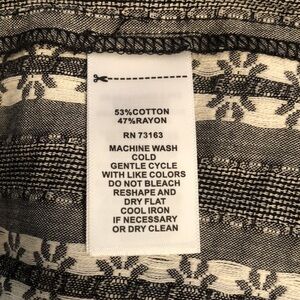 53%COTTON
47%RAYON
RN 73163
MACHINE WASH
COLD
GENTLE CYCLE
WITH LIKE COLORS
DO NOT BLEACH
RESHAPE AND
DRY FLAT
COOL IRON
IF NECESSARY
OR DRY CLEAN